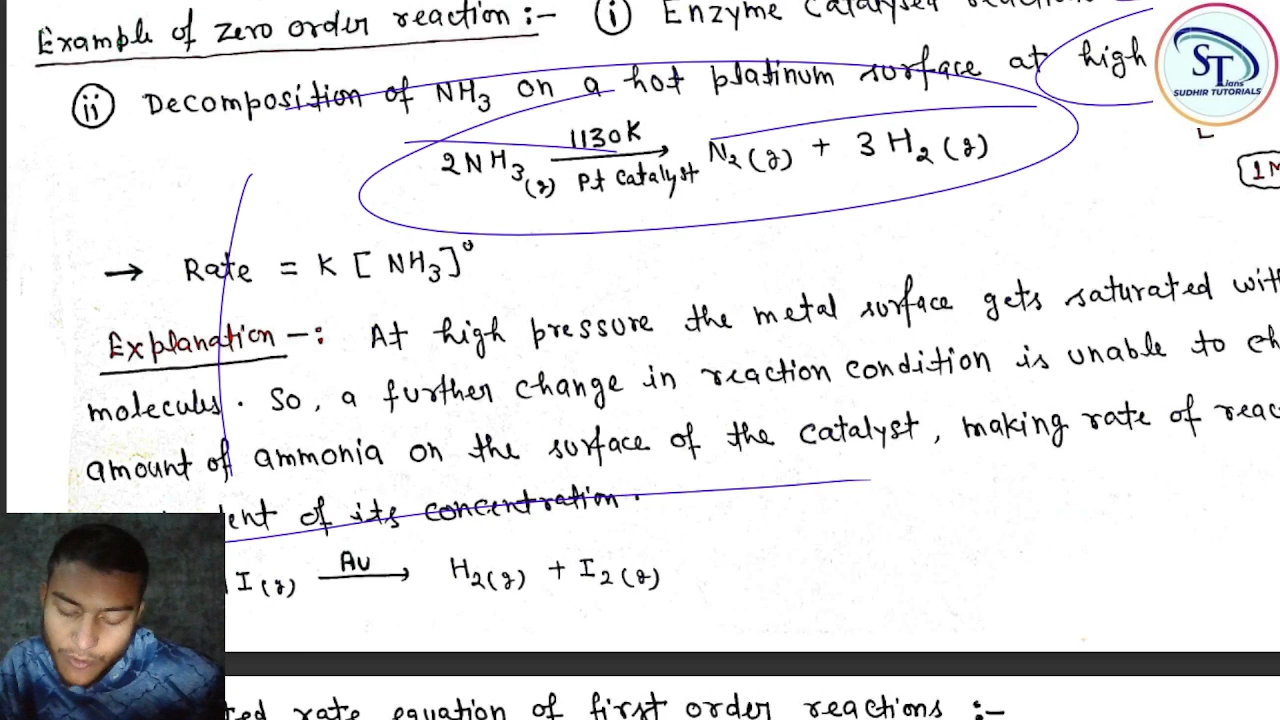 Example of zero order reaction :- (i) Enzyme catalysed
(ii) Decomposition of NH3 on a hot platinum surface at high
ST
ians
SUDHIR TUTORIALS
2NH3(g) 1130K Pt catalyst → N2(g) + 3H2(g)
→ Rate = K [NH3]⁰
Explanation -: At high pressure the metal surface gets saturated
molecules. So, a further change in reaction condition is unable to
amount of ammonia on the surface of the catalyst, making rate of
of its concentration.
I(g) Au → H2(g) + I2(g)
rate equation of first order reactions :-